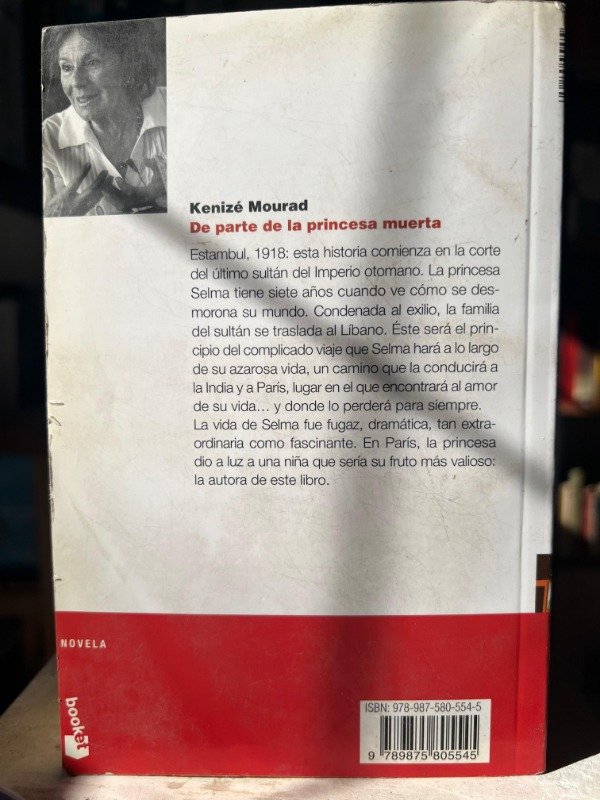 Kenizé Mourad
De parte de la princesa muerta
Estambul, 1918: esta historia comienza en la corte
del último sultán del Imperio otomano. La princesa
Selma tiene siete años cuando ve cómo se des-
morona su mundo. Condenada al exilio, la familia
del sultán se traslada al Líbano. Éste será el prin-
cipio del complicado viaje que Selma hará a lo largo
de su azarosa vida, un camino que la conducirá a
la India y a París, lugar en el que encontrará al amor
de su vida... y donde lo perderá para siempre.
La vida de Selma fue fugaz, dramática, tan extra-
ordinaria como fascinante. En París, la princesa
dio a luz a una niña que sería su fruto más valioso:
la autora de este libro.
NOVELA
booket
ISBN: 978-987-580-554-5
9 789875 805545